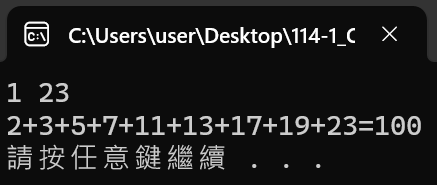 C:\Users\user\Desktop\114-1_C
1 23
2+3+5+7+11+13+17+19+23=100
請按任意鍵繼續 . . .